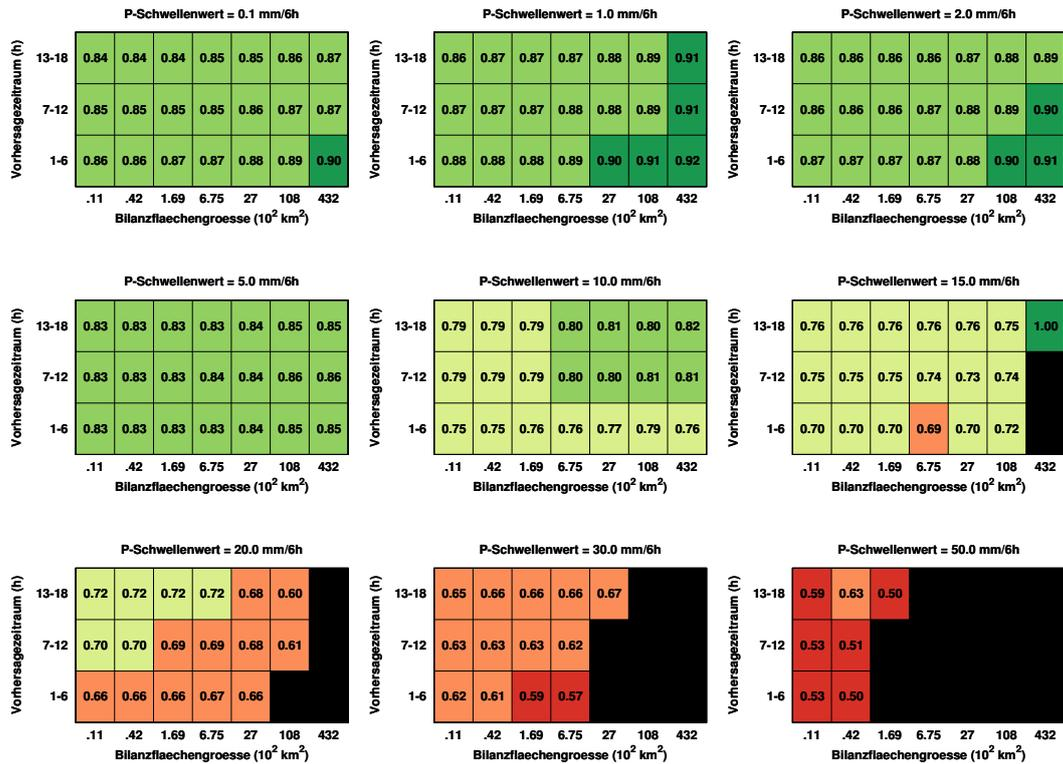 P-Schwellenwert = 0.1 mm/6h
Vorhersagezeitraum (h)
13-18 0.84 0.84 0.84 0.85 0.85 0.86 0.87
7-12 0.85 0.85 0.85 0.85 0.86 0.87 0.87
1-6 0.86 0.86 0.87 0.87 0.88 0.89 0.90
.11 .42 1.69 6.75 27 108 432
Bilanzflaechengroesse (10² km²)
P-Schwellenwert = 1.0 mm/6h
Vorhersagezeitraum (h)
13-18 0.86 0.87 0.87 0.87 0.88 0.89 0.91
7-12 0.87 0.87 0.87 0.88 0.88 0.89 0.91
1-6 0.88 0.88 0.88 0.89 0.90 0.91 0.92
.11 .42 1.69 6.75 27 108 432
Bilanzflaechengroesse (10² km²)
P-Schwellenwert = 2.0 mm/6h
Vorhersagezeitraum (h)
13-18 0.86 0.86 0.86 0.86 0.87 0.88 0.89
7-12 0.86 0.86 0.86 0.87 0.88 0.89 0.90
1-6 0.87 0.87 0.87 0.87 0.88 0.90 0.91
.11 .42 1.69 6.75 27 108 432
Bilanzflaechengroesse (10² km²)
P-Schwellenwert = 5.0 mm/6h
Vorhersagezeitraum (h)
13-18 0.83 0.83 0.83 0.83 0.84 0.85 0.85
7-12 0.83 0.83 0.83 0.84 0.84 0.86 0.86
1-6 0.83 0.83 0.83 0.83 0.84 0.85 0.85
.11 .42 1.69 6.75 27 108 432
Bilanzflaechengroesse (10² km²)
P-Schwellenwert = 10.0 mm/6h
Vorhersagezeitraum (h)
13-18 0.79 0.79 0.79 0.80 0.81 0.80 0.82
7-12 0.79 0.79 0.79 0.80 0.80 0.81 0.81
1-6 0.75 0.75 0.76 0.76 0.77 0.79 0.76
.11 .42 1.69 6.75 27 108 432
Bilanzflaechengroesse (10² km²)
P-Schwellenwert = 15.0 mm/6h
Vorhersagezeitraum (h)
13-18 0.76 0.76 0.76 0.76 0.76 0.75 1.00
7-12 0.75 0.75 0.75 0.74 0.73 0.74
1-6 0.70 0.70 0.70 0.69 0.70 0.72
.11 .42 1.69 6.75 27 108 432
Bilanzflaechengroesse (10² km²)
P-Schwellenwert = 20.0 mm/6h
Vorhersagezeitraum (h)
13-18 0.72 0.72 0.72 0.72 0.68 0.60
7-12 0.70 0.70 0.69 0.69 0.68 0.61
1-6 0.66 0.66 0.66 0.67 0.66
.11 .42 1.69 6.75 27 108 432
Bilanzflaechengroesse (10² km²)
P-Schwellenwert = 30.0 mm/6h
Vorhersagezeitraum (h)
13-18 0.65 0.66 0.66 0.66 0.67
7-12 0.63 0.63 0.63 0.62
1-6 0.62 0.61 0.59 0.57
.11 .42 1.69 6.75 27 108 432
Bilanzflaechengroesse (10² km²)
P-Schwellenwert = 50.0 mm/6h
Vorhersagezeitraum (h)
13-18 0.59 0.63 0.50
7-12 0.53 0.51
1-6 0.53 0.50
.11 .42 1.69 6.75 27 108 432
Bilanzflaechengroesse (10² km²)